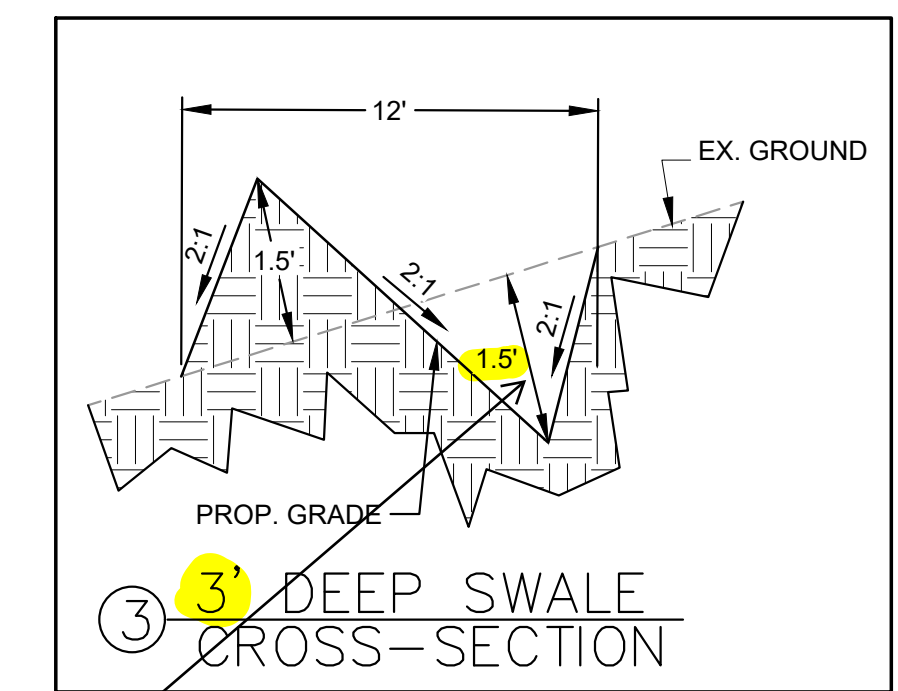 12'
EX. GROUND
2:1
1.5'
2:1
2:1
1.5'
PROP. GRADE
3
3' DEEP SWALE
CROSS-SECTION